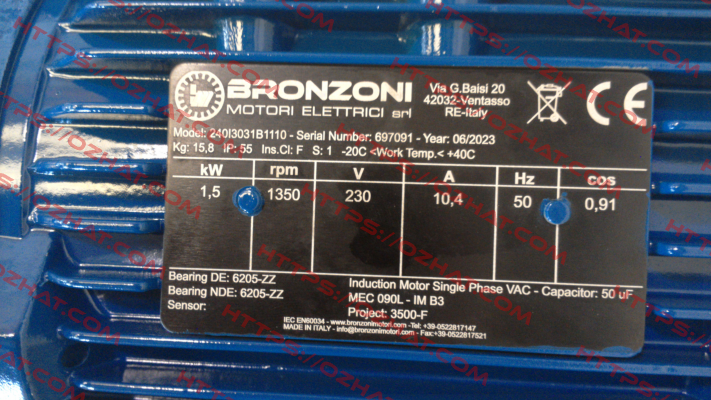 BRONZONI
MOTORI ELETTRICI srl
Via G.Baisi 20
42032-Ventasso
RE-Italy
CE
Model: 240I3031B1110 - Serial Number: 697091 - Year: 06/2023
Kg: 15,8 IP: 55 Ins.Cl: F S: 1 -20C <Work Temp.< +40C
kW rpm V A Hz cos
1,5 1350 230 10,4 50 0,91
Bearing DE: 6205-ZZ
Bearing NDE: 6205-ZZ
Sensor:
Induction Motor Single Phase VAC - Capacitor: 50 uF
MEC 090L - IM B3
Project: 3500-F
IEC EN60034 - www.bronzonimotori.com - Tel: +39-0522817147
MADE IN ITALY - info@bronzonimotori.com - Fax:+39-0522817521
HTTPS://OZHAT.COM